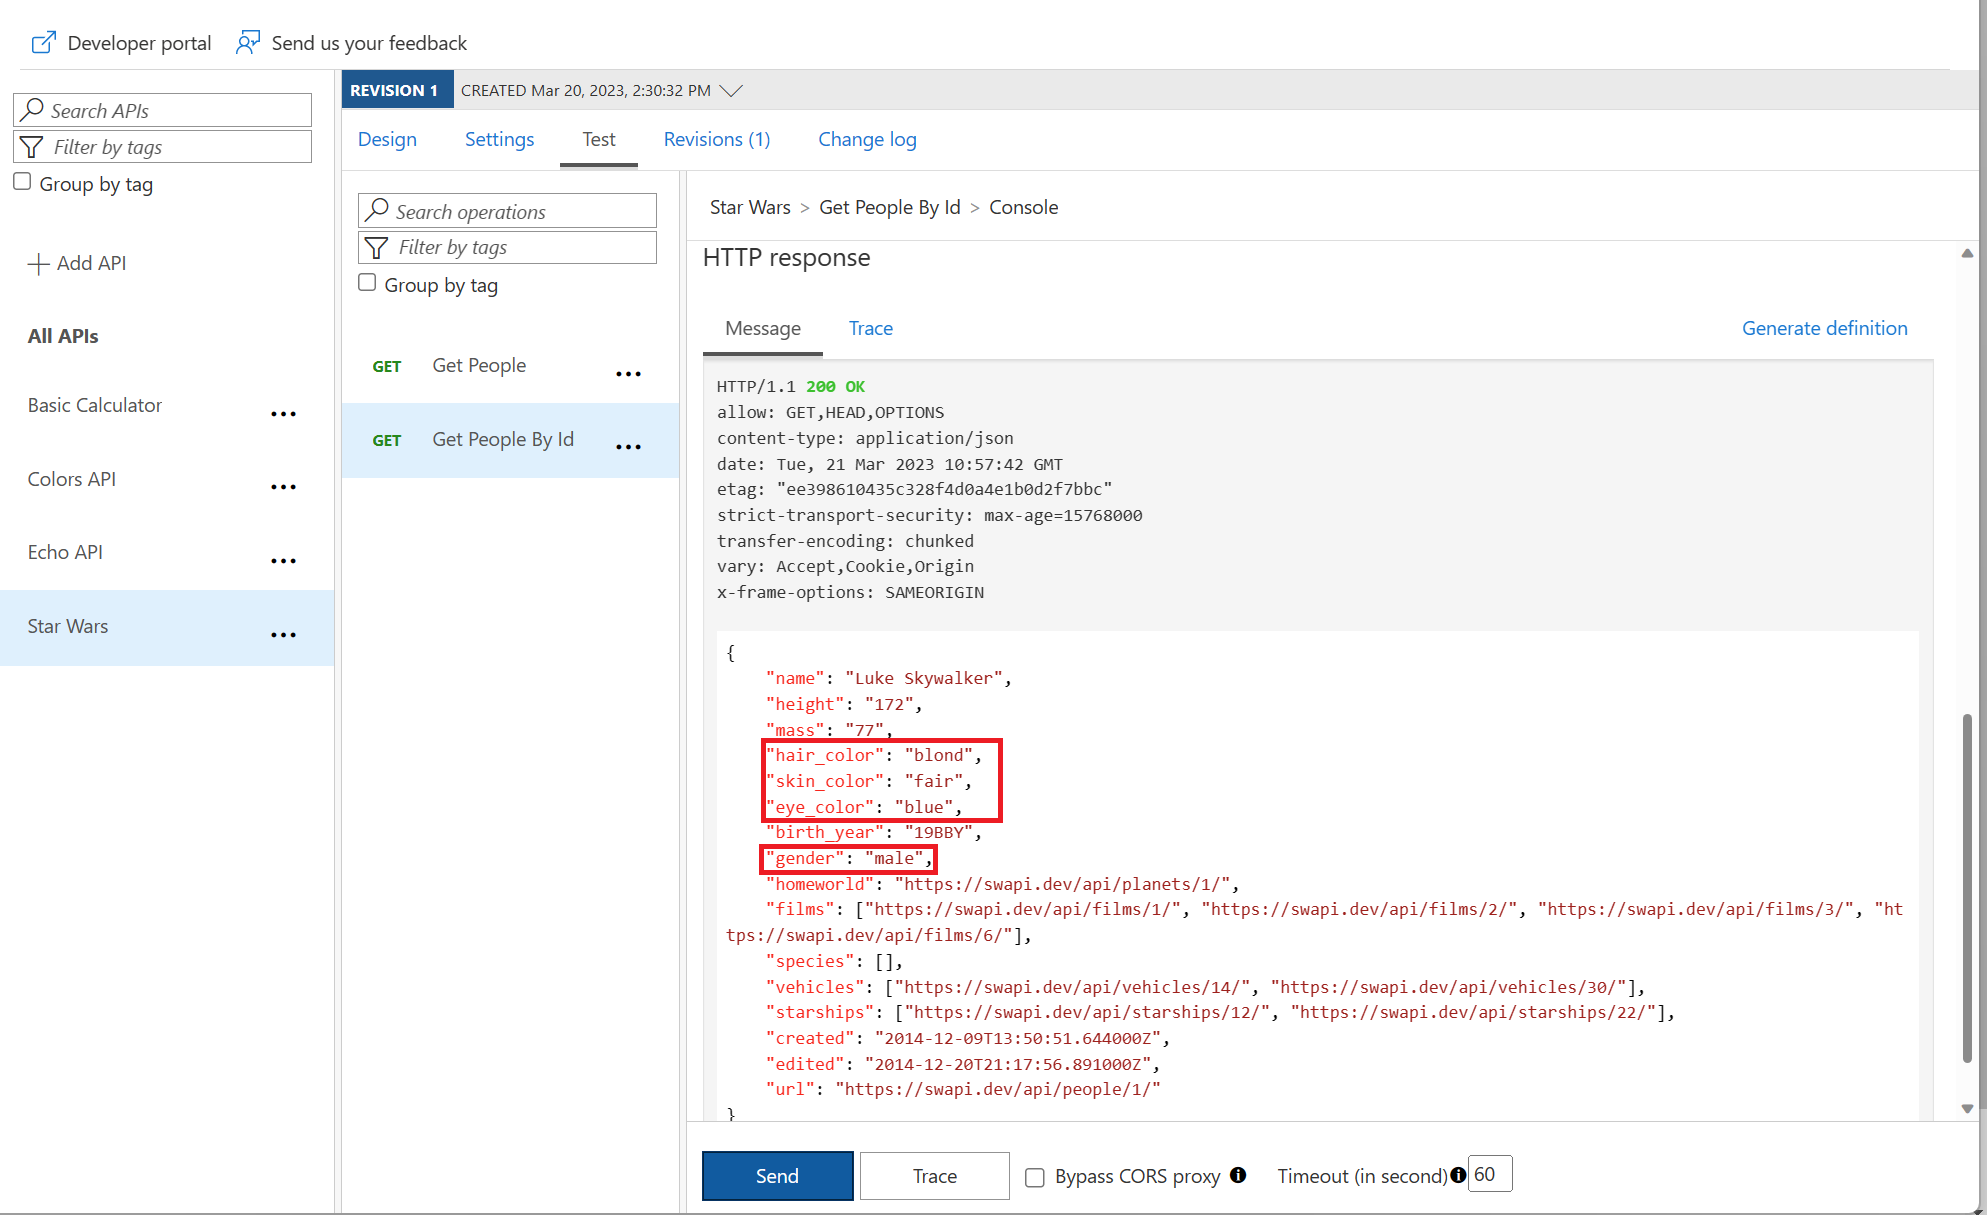 Developer portal
Send us your feedback
Search APIs
Filter by tags
Group by tag
Add API
All APIs
Basic Calculator
...
Colors API
...
Echo API
...
Star Wars
...
REVISION 1
CREATED Mar 20, 2023, 2:30:32 PM
Design
Settings
Test
Revisions (1)
Change log
Search operations
Filter by tags
Group by tag
GET Get People
...
GET Get People By Id
...
Star Wars > Get People By Id > Console
HTTP response
Message
Trace
Generate definition
HTTP/1.1 200 OK
allow: GET,HEAD,OPTIONS
content-type: application/json
date: Tue, 21 Mar 2023 10:57:42 GMT
etag: "ee398610435c328f4d0a4e1b0d2f7bbc"
strict-transport-security: max-age=15768000
transfer-encoding: chunked
vary: Accept,Cookie,Origin
x-frame-options: SAMEORIGIN
{
"name": "Luke Skywalker",
"height": "172",
"mass": "77",
"hair_color": "blond",
"skin_color": "fair",
"eye_color": "blue",
"birth_year": "19BBY",
"gender": "male",
"homeworld": "https://swapi.dev/api/planets/1/",
"films": ["https://swapi.dev/api/films/1/", "https://swapi.dev/api/films/2/", "https://swapi.dev/api/films/3/", "ht
tps://swapi.dev/api/films/6/"],
"species": [],
"vehicles": ["https://swapi.dev/api/vehicles/14/", "https://swapi.dev/api/vehicles/30/"],
"starships": ["https://swapi.dev/api/starships/12/", "https://swapi.dev/api/starships/22/"],
"created": "2014-12-09T13:50:51.644000Z",
"edited": "2014-12-20T21:17:56.891000Z",
"url": "https://swapi.dev/api/people/1/"
}
Send
Trace
Bypass CORS proxy
Timeout (in second)
60